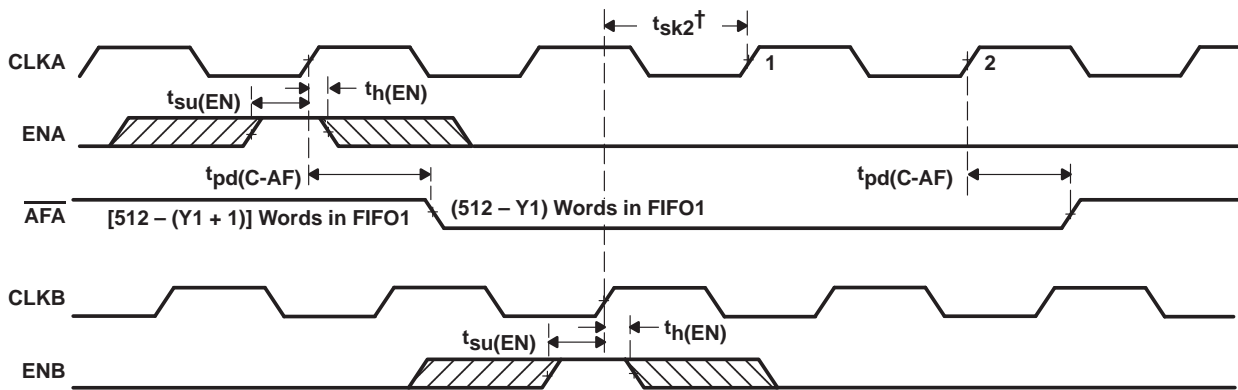 tsk2†
CLKA
1
2
tsu(EN)
th(EN)
ENA
tpd(C-AF)
tpd(C-AF)
AFA
[512 – (Y1 + 1)] Words in FIFO1
(512 – Y1) Words in FIFO1
CLKB
tsu(EN)
th(EN)
ENB